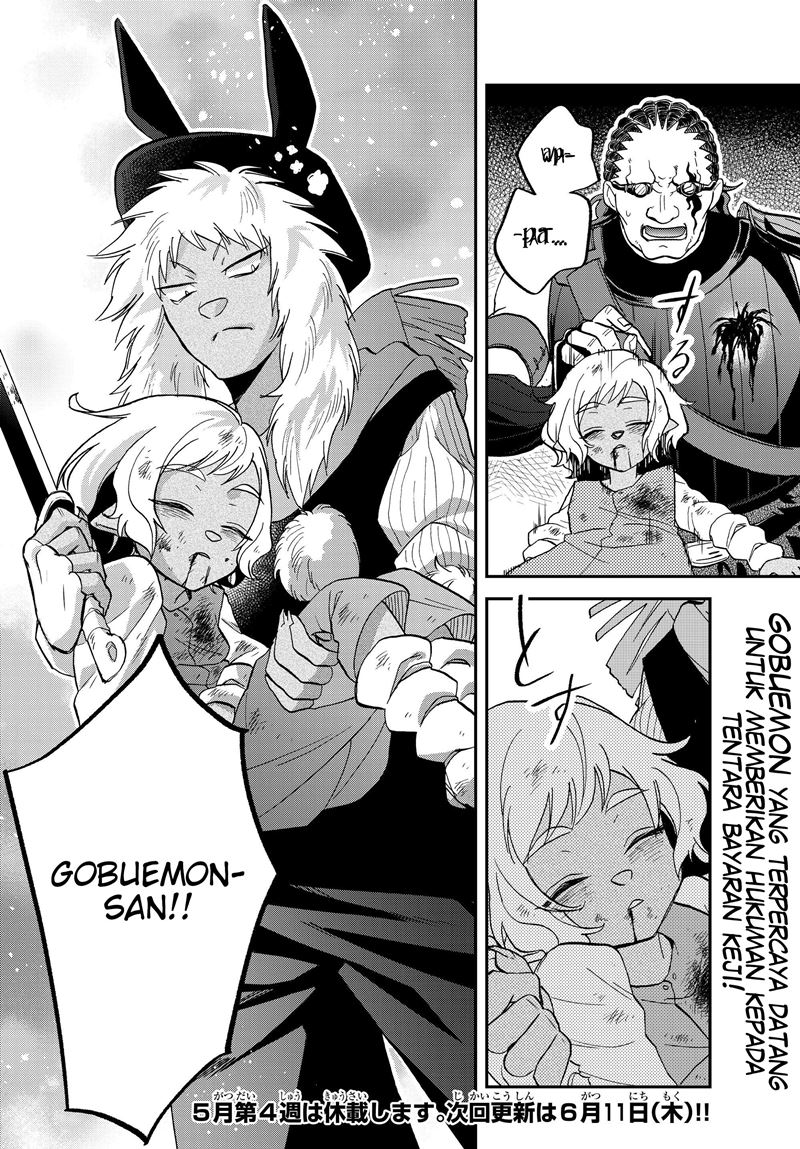 する
とす
GOBUEMON YANG TERPERCAYA DATANG
UNTUK MEMBERIKAN HUKUMAN KEPADA
TENTARA BAYARAN KEJI!!
GOBUEMON-
SAN!!
5月第4週は休載します。次回更新は6月11日(木)!!